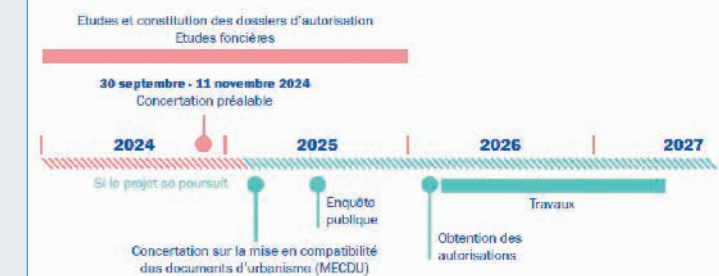 Etudes et constitution des dossiers d'autorisation
Etudes foncières
30 septembre - 11 novembre 2024
Concertation préalable
2024
2025
2026
2027
Si le projet se poursuit
Enquête
publique
Travaux
Obtention des
autorisations
Concertation sur la mise en compatibilité
des documents d'urbanisme (MECDU)